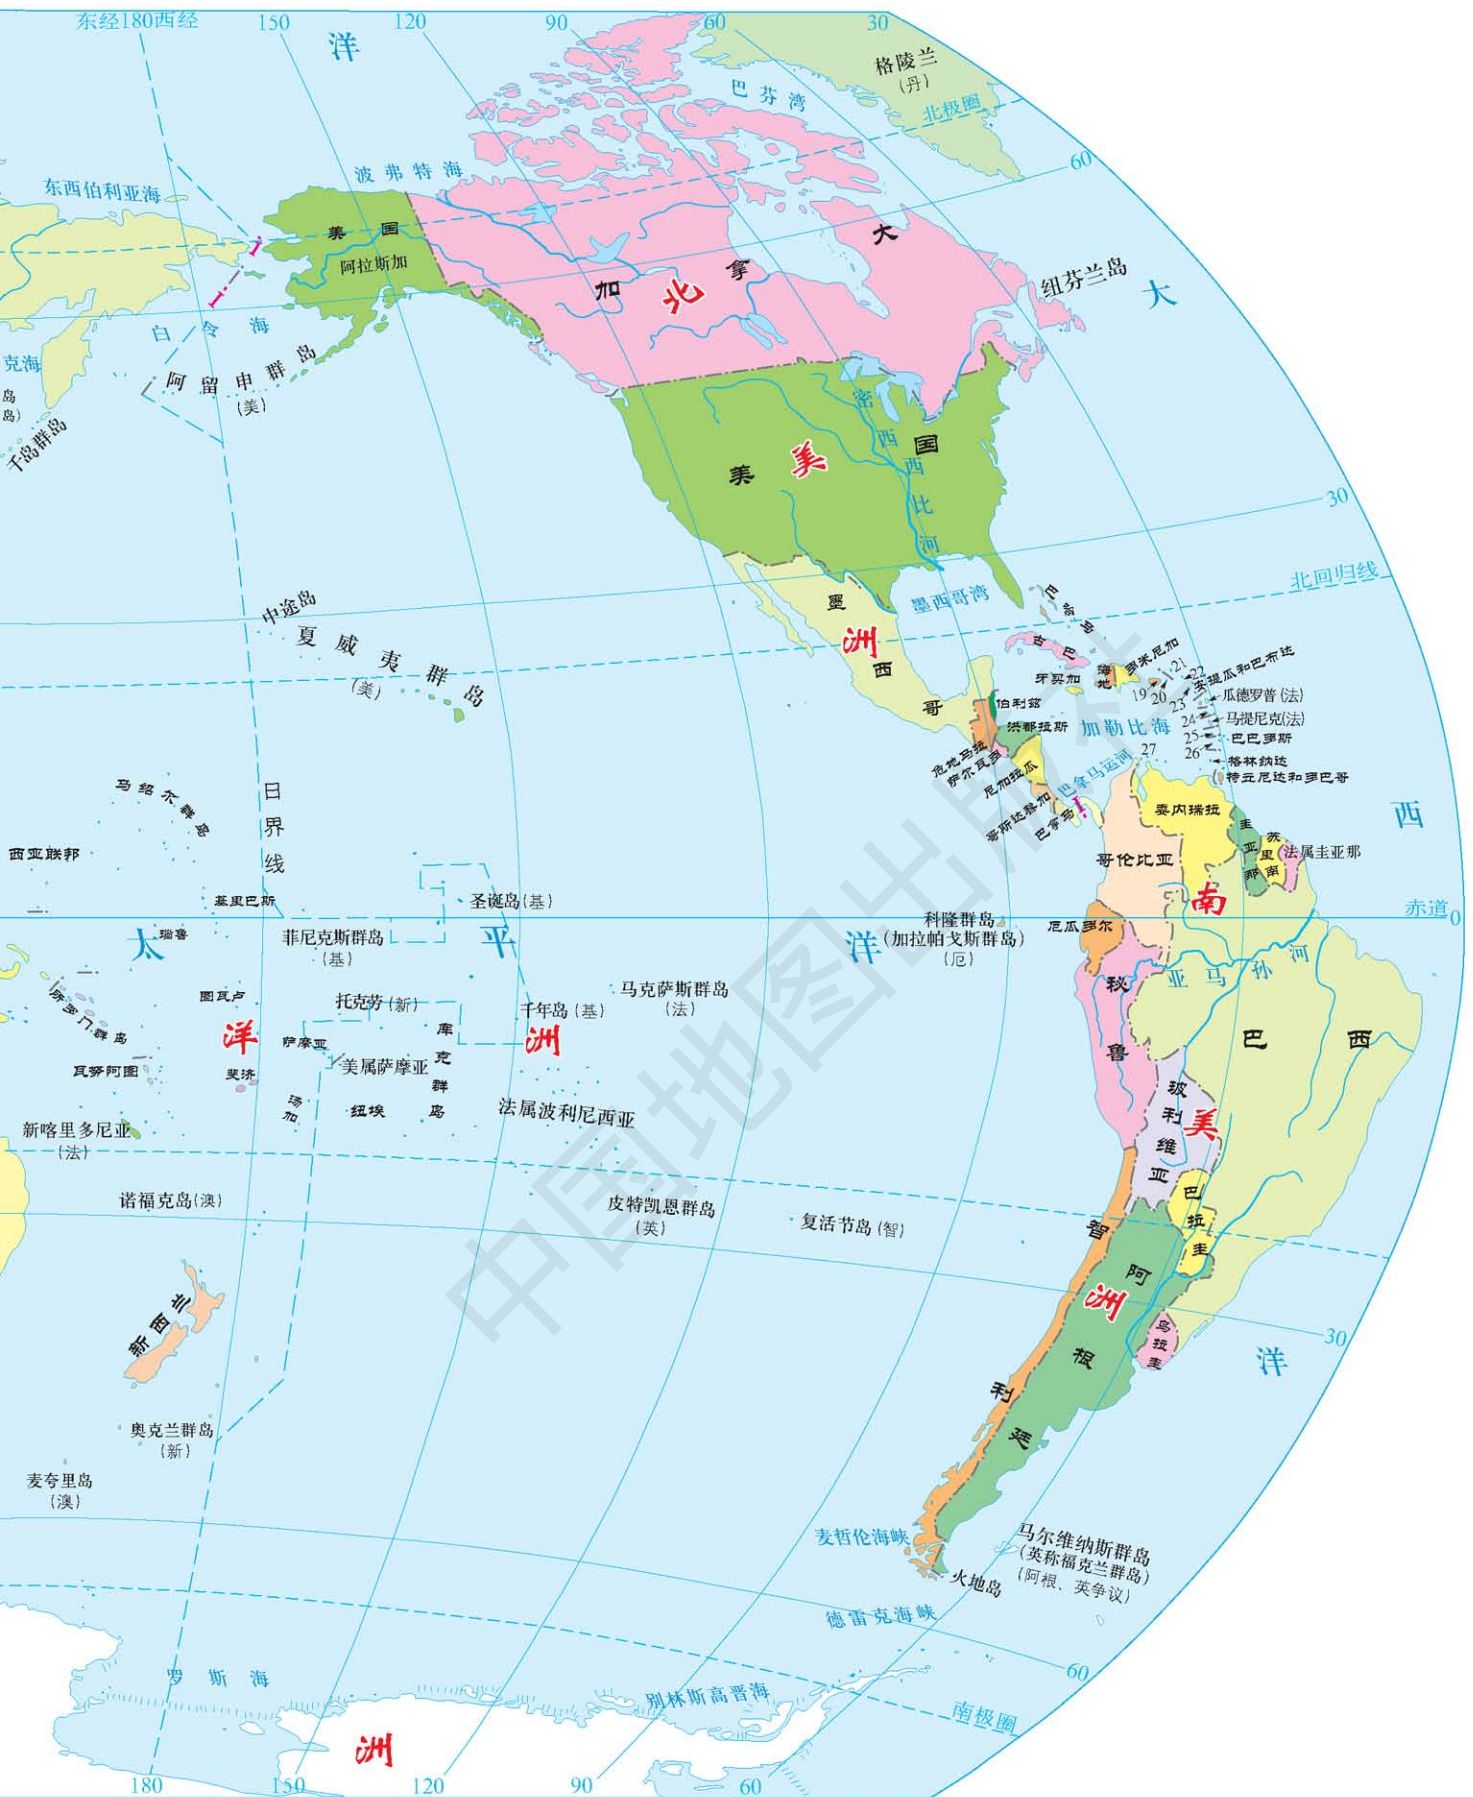 东经180西经
150
120
90
60
30
洋
格陵兰
(丹)
巴芬湾
北极圈
60
波弗特海
东西伯利亚海
美国
阿拉斯加
加拿大
北
纽芬兰岛
大
白令海
克海
阿留申群岛
(美)
岛
岛)
千岛群岛
密西西比河
美国
美
30
北回归线
中途岛
夏威夷群岛
(美)
墨西哥
洲
墨西哥湾
巴哈马
古巴
海地
多米尼加
牙买加
19
20
21
22
安提瓜和巴布达
23
瓜德罗普(法)
24
马提尼克(法)
25
巴巴多斯
26
格林纳达
27
特立尼达和多巴哥
伯利兹
洪都拉斯
加勒比海
危地马拉
萨尔瓦多
尼加拉瓜
哥斯达黎加
巴拿马
巴拿马运河
马绍尔群岛
日界线
西
西亚联邦
委内瑞拉
圭亚那
苏里南
法属圭亚那
哥伦比亚
南
基里巴斯
圣诞岛(基)
赤道
0
太
瑙鲁
菲尼克斯群岛
(基)
平
洋
科隆群岛
(加拉帕戈斯群岛)
(厄)
厄瓜多尔
亚马孙河
所罗门群岛
图瓦卢
托克劳(新)
千年岛(基)
马克萨斯群岛
(法)
秘鲁
巴西
洋
萨摩亚
库克群岛
洲
瓦努阿图
斐济
美属萨摩亚
汤加
纽埃
法属波利尼西亚
玻利维亚
美
新喀里多尼亚
(法)
诺福克岛(澳)
皮特凯恩群岛
(英)
复活节岛(智)
巴拉圭
智利
阿根廷
洲
新西兰
乌拉圭
30
洋
奥克兰群岛
(新)
麦夸里岛
(澳)
麦哲伦海峡
火地岛
马尔维纳斯群岛
(英称福克兰群岛)
(阿根、英争议)
德雷克海峡
60
罗斯海
别林斯高晋海
南极圈
洲
180
150
120
90
60
中国地图出版社